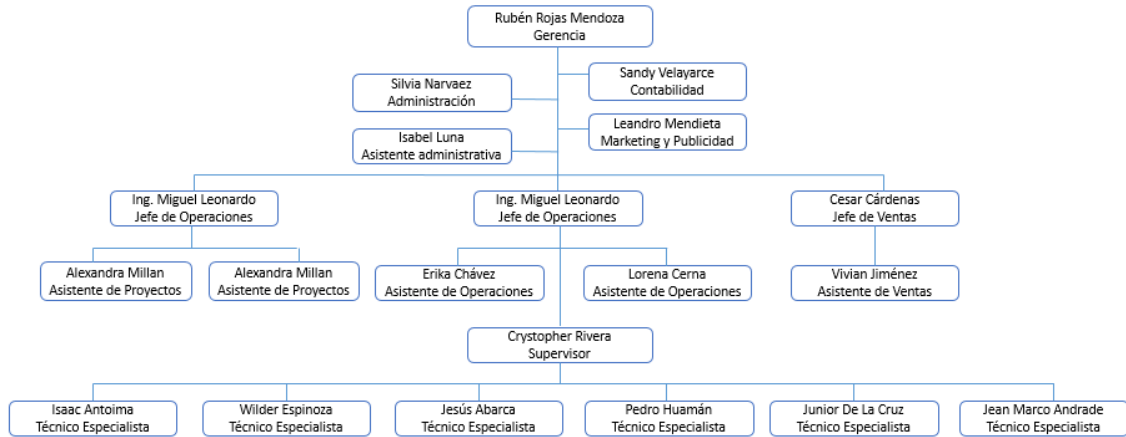 Rubén Rojas Mendoza
Gerencia
Sandy Velayarce
Contabilidad
Silvia Narvaez
Administración
Leandro Mendieta
Marketing y Publicidad
Isabel Luna
Asistente administrativa
Ing. Miguel Leonardo
Jefe de Operaciones
Ing. Miguel Leonardo
Jefe de Operaciones
Cesar Cárdenas
Jefe de Ventas
Alexandra Millan
Asistente de Proyectos
Alexandra Millan
Asistente de Proyectos
Erika Chávez
Asistente de Operaciones
Lorena Cerna
Asistente de Operaciones
Vivian Jiménez
Asistente de Ventas
Crystopher Rivera
Supervisor
Isaac Antoima
Técnico Especialista
Wilder Espinoza
Técnico Especialista
Jesús Abarca
Técnico Especialista
Pedro Huamán
Técnico Especialista
Junior De La Cruz
Técnico Especialista
Jean Marco Andrade
Técnico Especialista